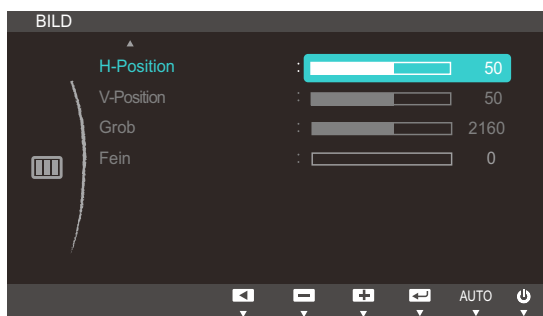 BILD
H-Position : 50
V-Position : 50
Grob : 2160
Fein : 0
AUTO